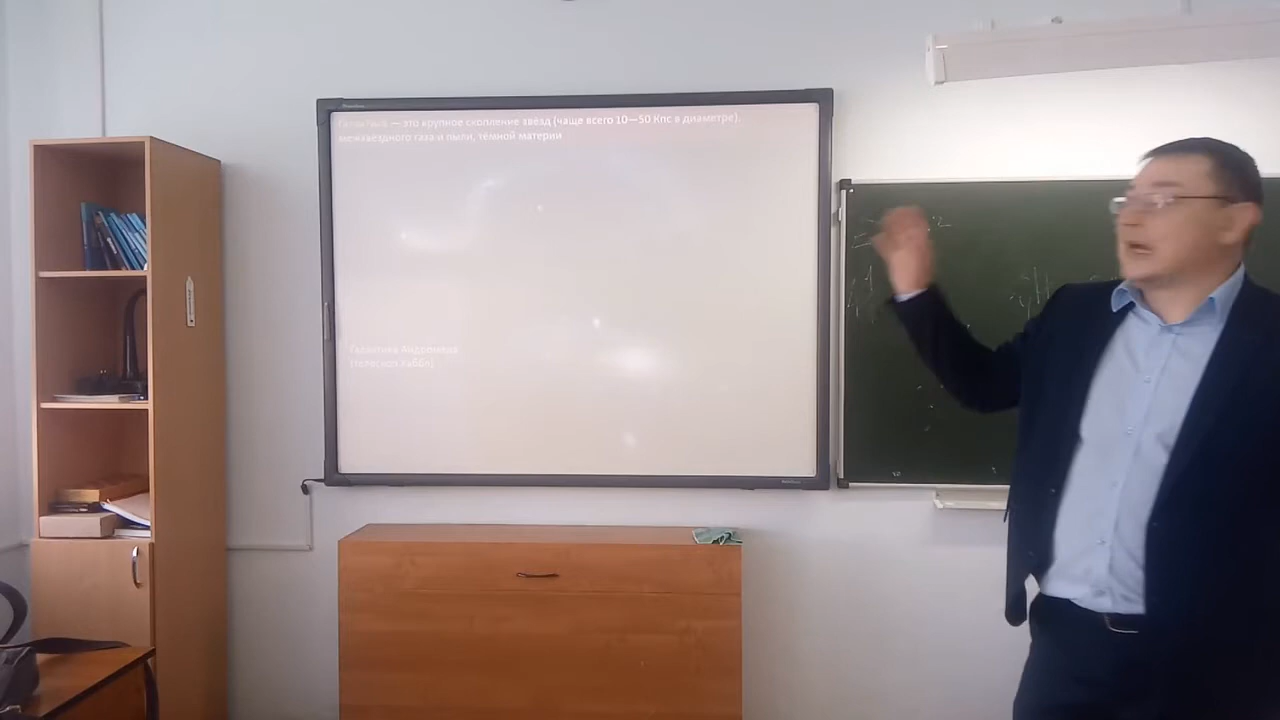 Галактика — это крупное скопление звёзд (чаще всего 10—50 Кпс в диаметре),
межзвёздного газа и пыли, тёмной материи
Галактика Андромеда
(телескоп Хаббл)